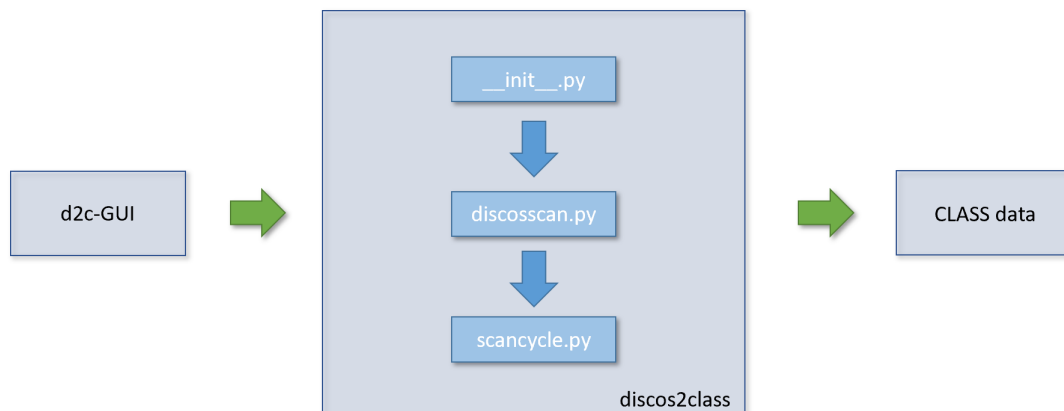 __init__.py
d2c-GUI
discosscan.py
CLASS data
scancycle.py
discos2class